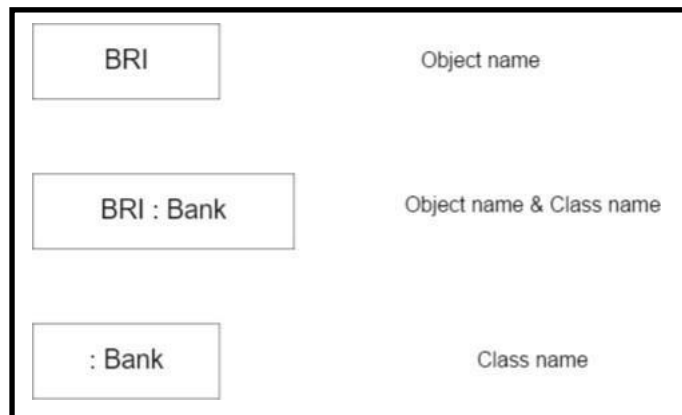 BRI
Object name
BRI : Bank
Object name & Class name
: Bank
Class name